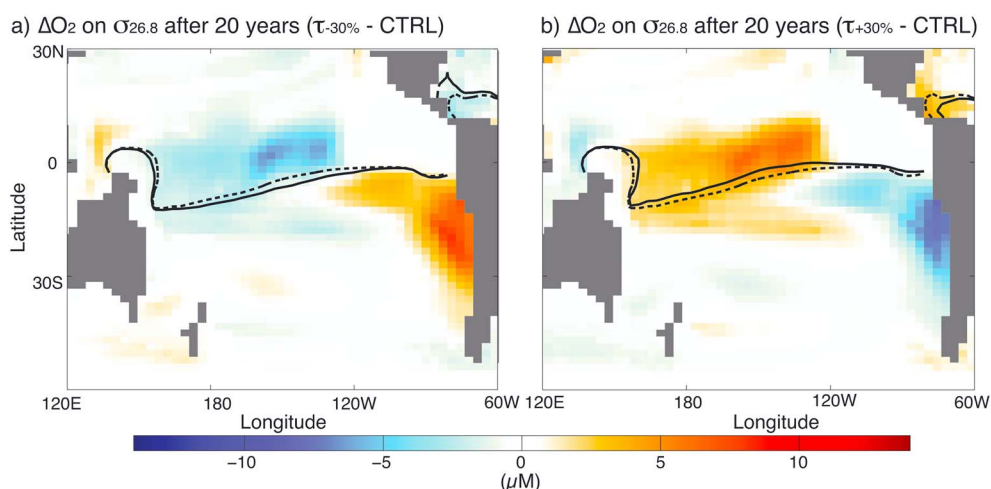 a) ΔO₂ on σ₂₆.₈ after 20 years (τ₋₃₀% - CTRL)
b) ΔO₂ on σ₂₆.₈ after 20 years (τ₊₃₀% - CTRL)
30N
0
30S
Latitude
120E 180 120W 60W
Longitude
120E 180 120W 60W
Longitude
−10 −5 0 5 10
(µM)